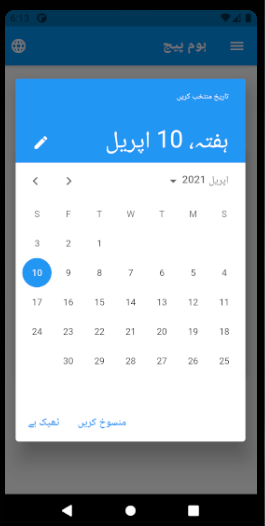 6:13
ہوم پیج
تاریخ منتخب کریں
ہفتہ، 10 اپریل
اپریل 2021
S M T W T F S
1 2 3
4 5 6 7 8 9 10
11 12 13 14 15 16 17
18 19 20 21 22 23 24
25 26 27 28 29 30
منسوخ کریں ٹھیک ہے